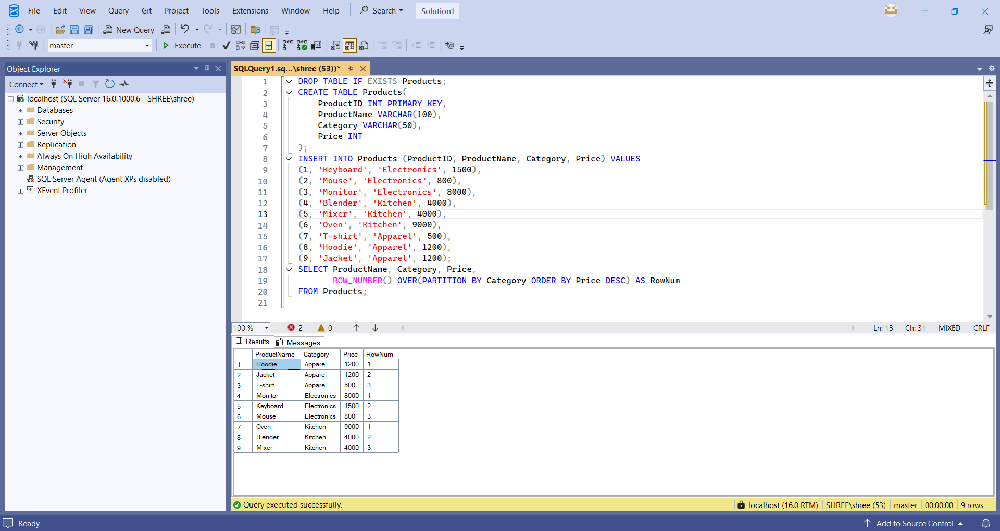 File Edit View Query Git Project Tools Extensions Window Help Search Solution1
New Query
master Execute
Object Explorer
Connect
localhost (SQL Server 16.0.1000.6 - SHREE\shree)
Databases
Security
Server Objects
Replication
Always On High Availability
Management
SQL Server Agent (Agent XPs disabled)
XEvent Profiler
SQLQuery1.sq...\shree (53))*
1 DROP TABLE IF EXISTS Products;
2 CREATE TABLE Products(
3 ProductID INT PRIMARY KEY,
4 ProductName VARCHAR(100),
5 Category VARCHAR(50),
6 Price INT
7 );
8 INSERT INTO Products (ProductID, ProductName, Category, Price) VALUES
9 (1, 'Keyboard', 'Electronics', 1500),
10 (2, 'Mouse', 'Electronics', 800),
11 (3, 'Monitor', 'Electronics', 8000),
12 (4, 'Blender', 'Kitchen', 4000),
13 (5, 'Mixer', 'Kitchen', 4000),
14 (6, 'Oven', 'Kitchen', 9000),
15 (7, 'T-shirt', 'Apparel', 500),
16 (8, 'Hoodie', 'Apparel', 1200),
17 (9, 'Jacket', 'Apparel', 1200);
18 SELECT ProductName, Category, Price,
19 ROW_NUMBER() OVER(PARTITION BY Category ORDER BY Price DESC) AS RowNum
20 FROM Products;
21
100 % 2 0 Ln: 13 Ch: 31 MIXED CRLF
Results Messages
ProductName Category Price RowNum
1 Hoodie Apparel 1200 1
2 Jacket Apparel 1200 2
3 T-shirt Apparel 500 3
4 Monitor Electronics 8000 1
5 Keyboard Electronics 1500 2
6 Mouse Electronics 800 3
7 Oven Kitchen 9000 1
8 Blender Kitchen 4000 2
9 Mixer Kitchen 4000 3
Query executed successfully. localhost (16.0 RTM) SHREE\shree (53) master 00:00:00 9 rows
Ready Add to Source Control